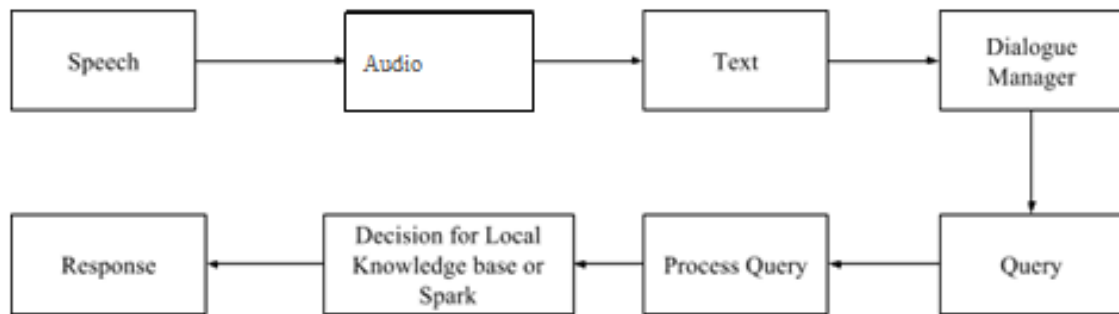 Speech
Audio
Text
Dialogue
Manager
Response
Decision for Local
Knowledge base or
Spark
Process Query
Query